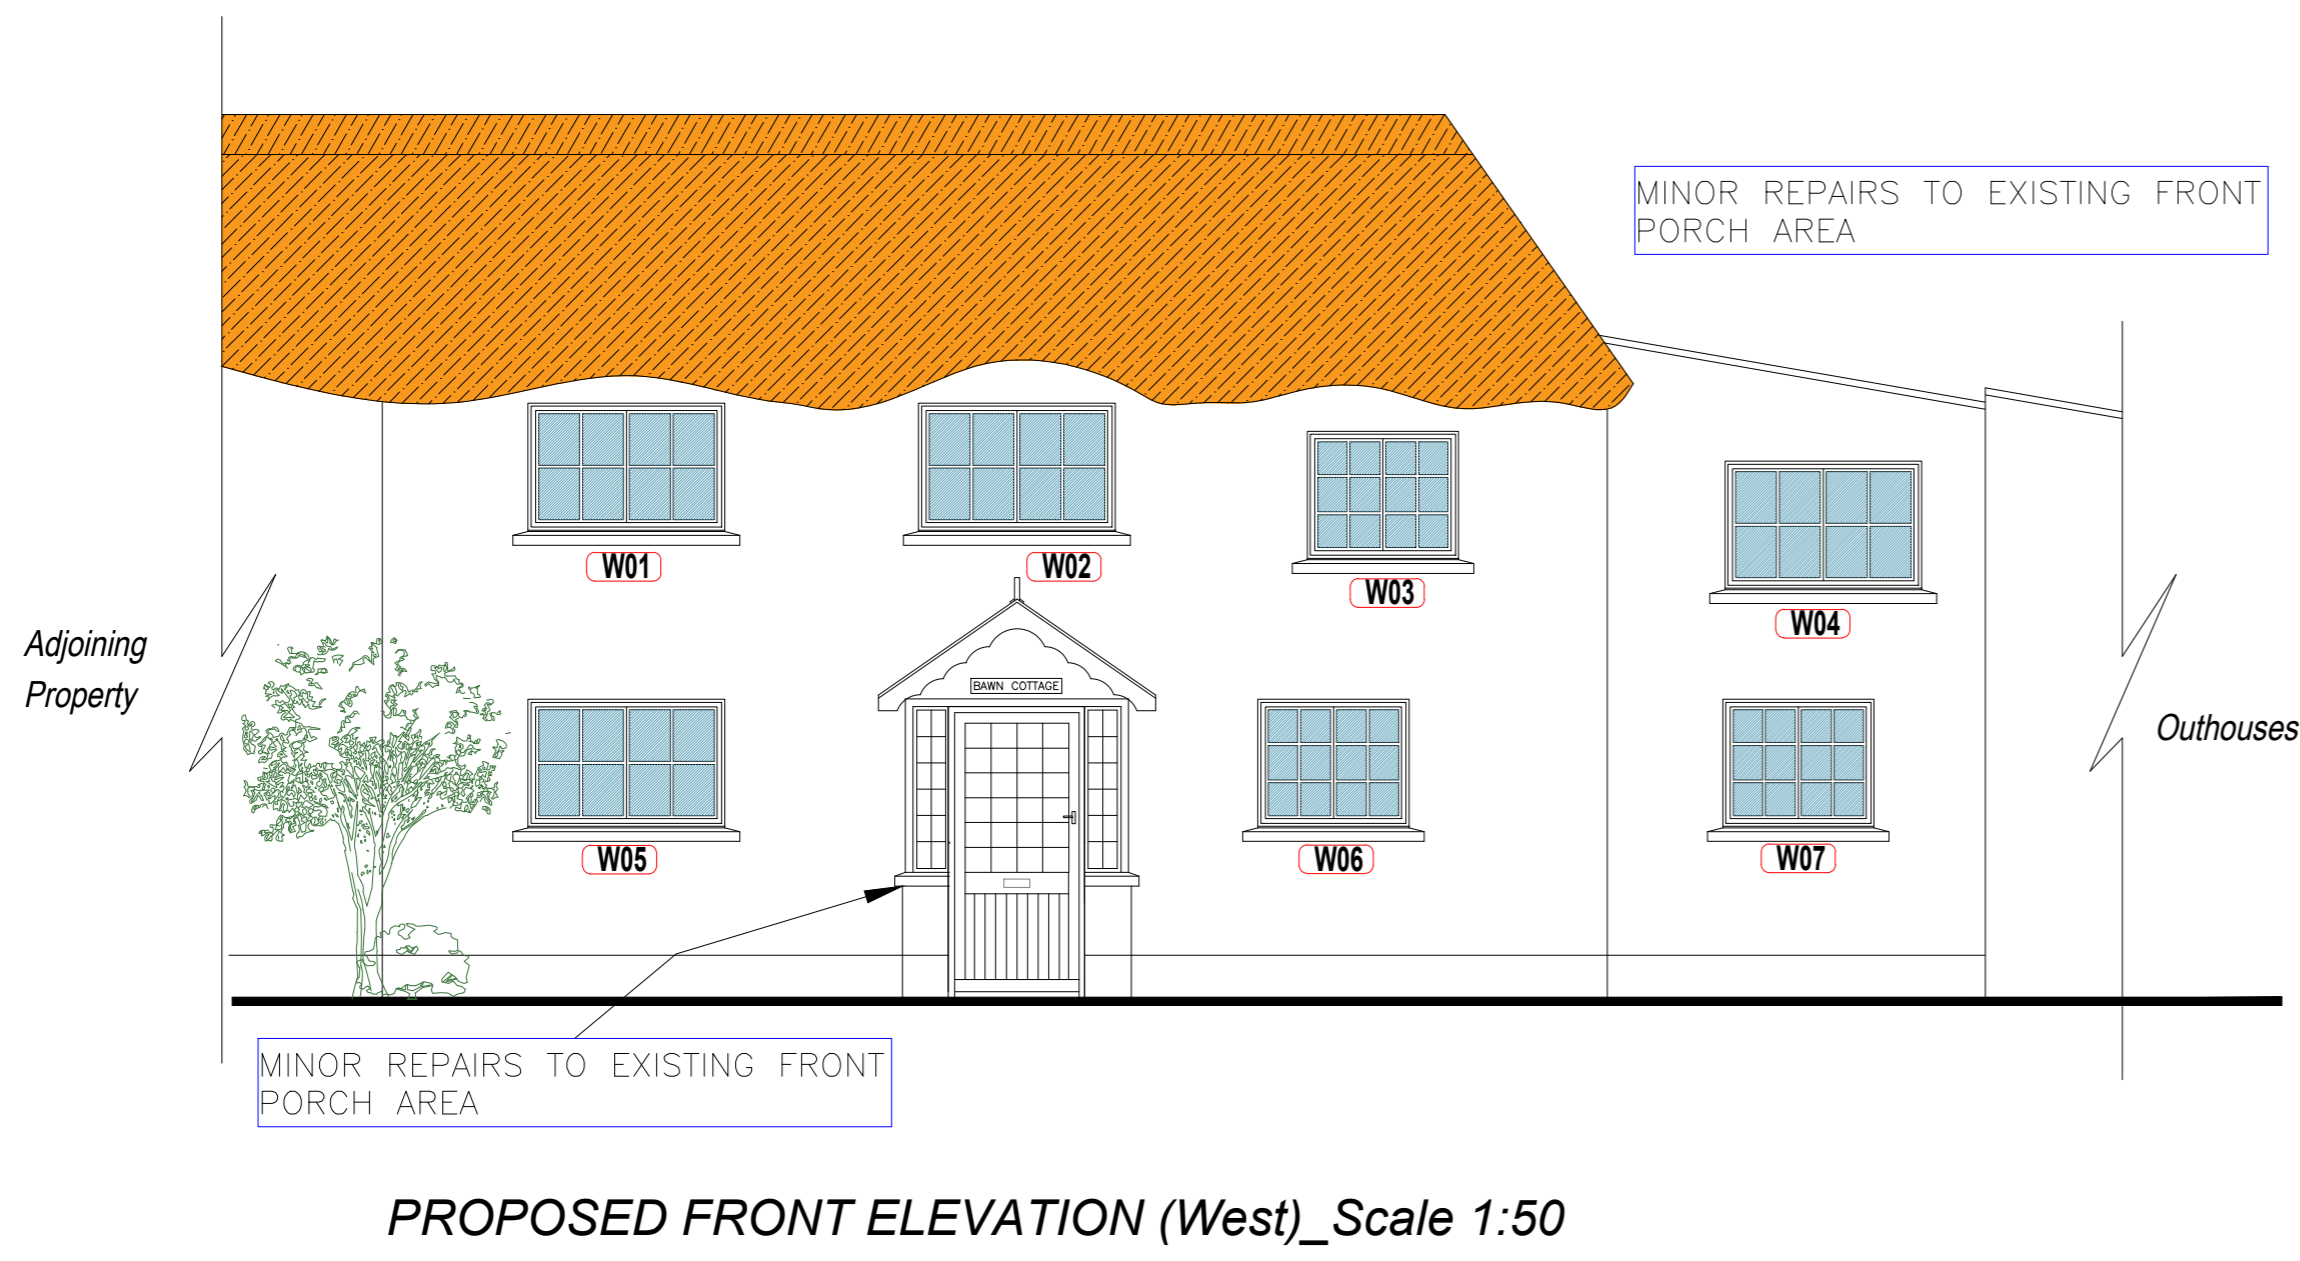 MINOR REPAIRS TO EXISTING FRONT
PORCH AREA
W01
W02
W03
W04
Adjoining
Property
BAWN COTTAGE
Outhouses
W05
W06
W07
MINOR REPAIRS TO EXISTING FRONT
PORCH AREA
PROPOSED FRONT ELEVATION (West)_Scale 1:50